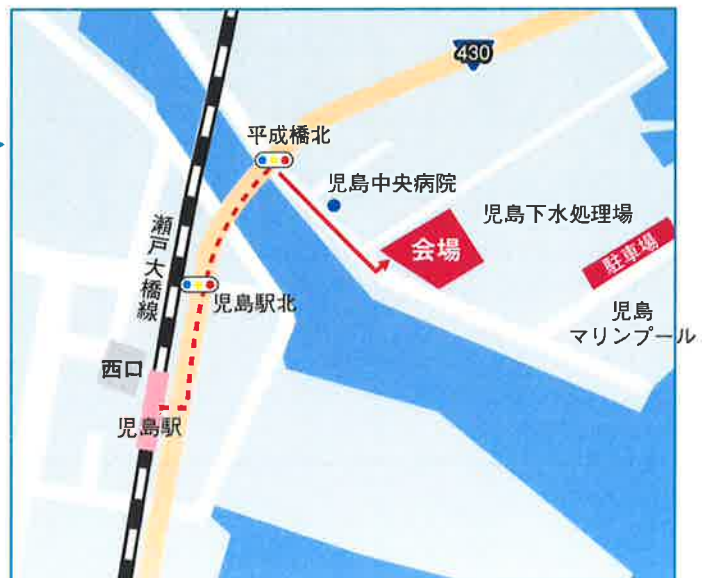 430
平成橋北
児島中央病院
児島下水処理場
会場
駐車場
瀬戸大橋線
児島駅北
児島
マリンプール
西口
児島駅